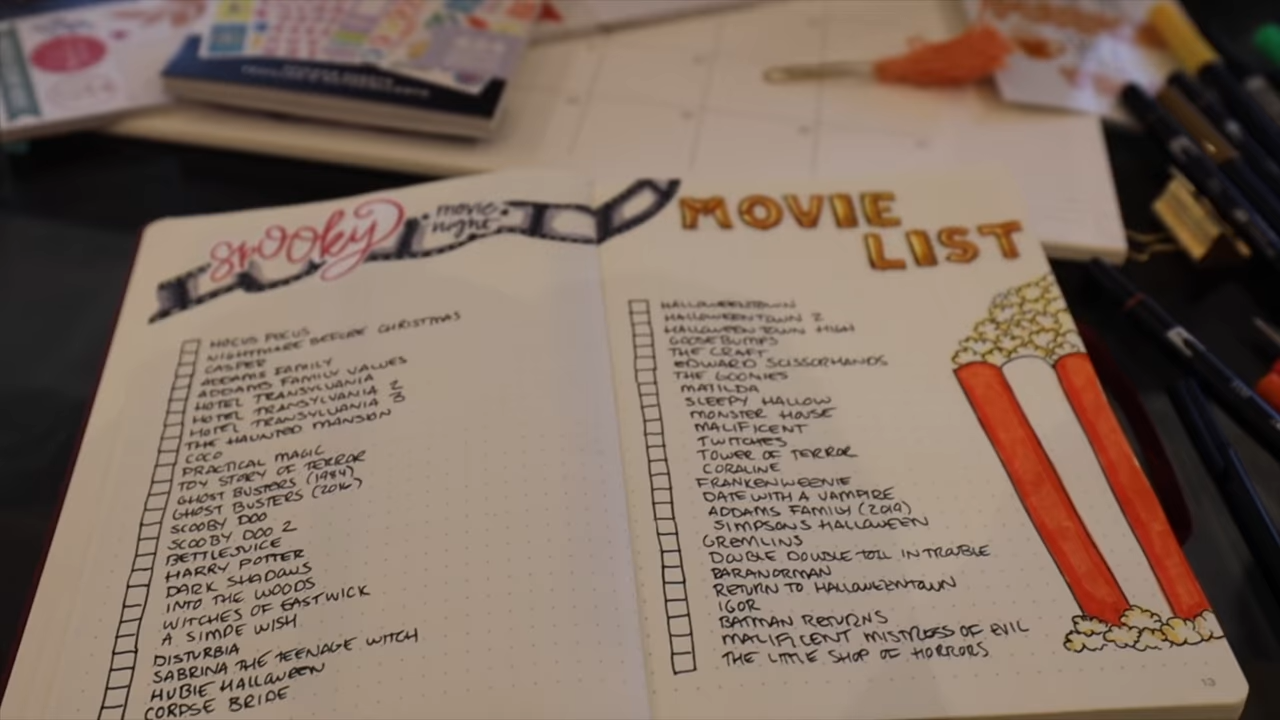 spooky
movie
night
HOCUS POCUS
NIGHTMARE BEFORE CHRISTMAS
CASPER
ADDAMS FAMILY
ADDAMS FAMILY VALUES
HOTEL TRANSYLVANIA
HOTEL TRANSYLVANIA 2
HOTEL TRANSYLVANIA 3
THE HAUNTED MANSION
COCO
PRACTICAL MAGIC
TOY STORY OF TERROR
GHOST BUSTERS (1984)
GHOST BUSTERS (2016)
SCOOBY DOO
SCOOBY DOO 2
BETTLEJUICE
HARRY POTTER
DARK SHADOWS
INTO THE WOODS
WITCHES OF EASTWICK
A SIMPLE WISH
DISTURBIA
SABRINA THE TEENAGE WITCH
HUBIE HALLOWEEN
CORPSE BRIDE
MOVIE
LIST
HALLOWEENTOWN
HALLOWEENTOWN 2
HALLOWEENTOWN HIGH
GOOSEBUMPS
THE CRAFT
EDWARD SCISSORHANDS
THE GOONIES
MATILDA
SLEEPY HALLOW
MONSTER HOUSE
MALIFICENT
TWITCHES
TOWER OF TERROR
CORALINE
FRANKENWEENIE
DATE WITH A VAMPIRE
ADDAMS FAMILY (2019)
SIMPSONS HALLOWEEN
GREMLINS
DOUBLE DOUBLE TOIL IN TROUBLE
PARANORMAN
RETURN TO HALLOWEENTOWN
IGOR
BATMAN RETURNS
MALIFICENT MISTRESS OF EVIL
THE LITTLE SHOP OF HORRORS
13